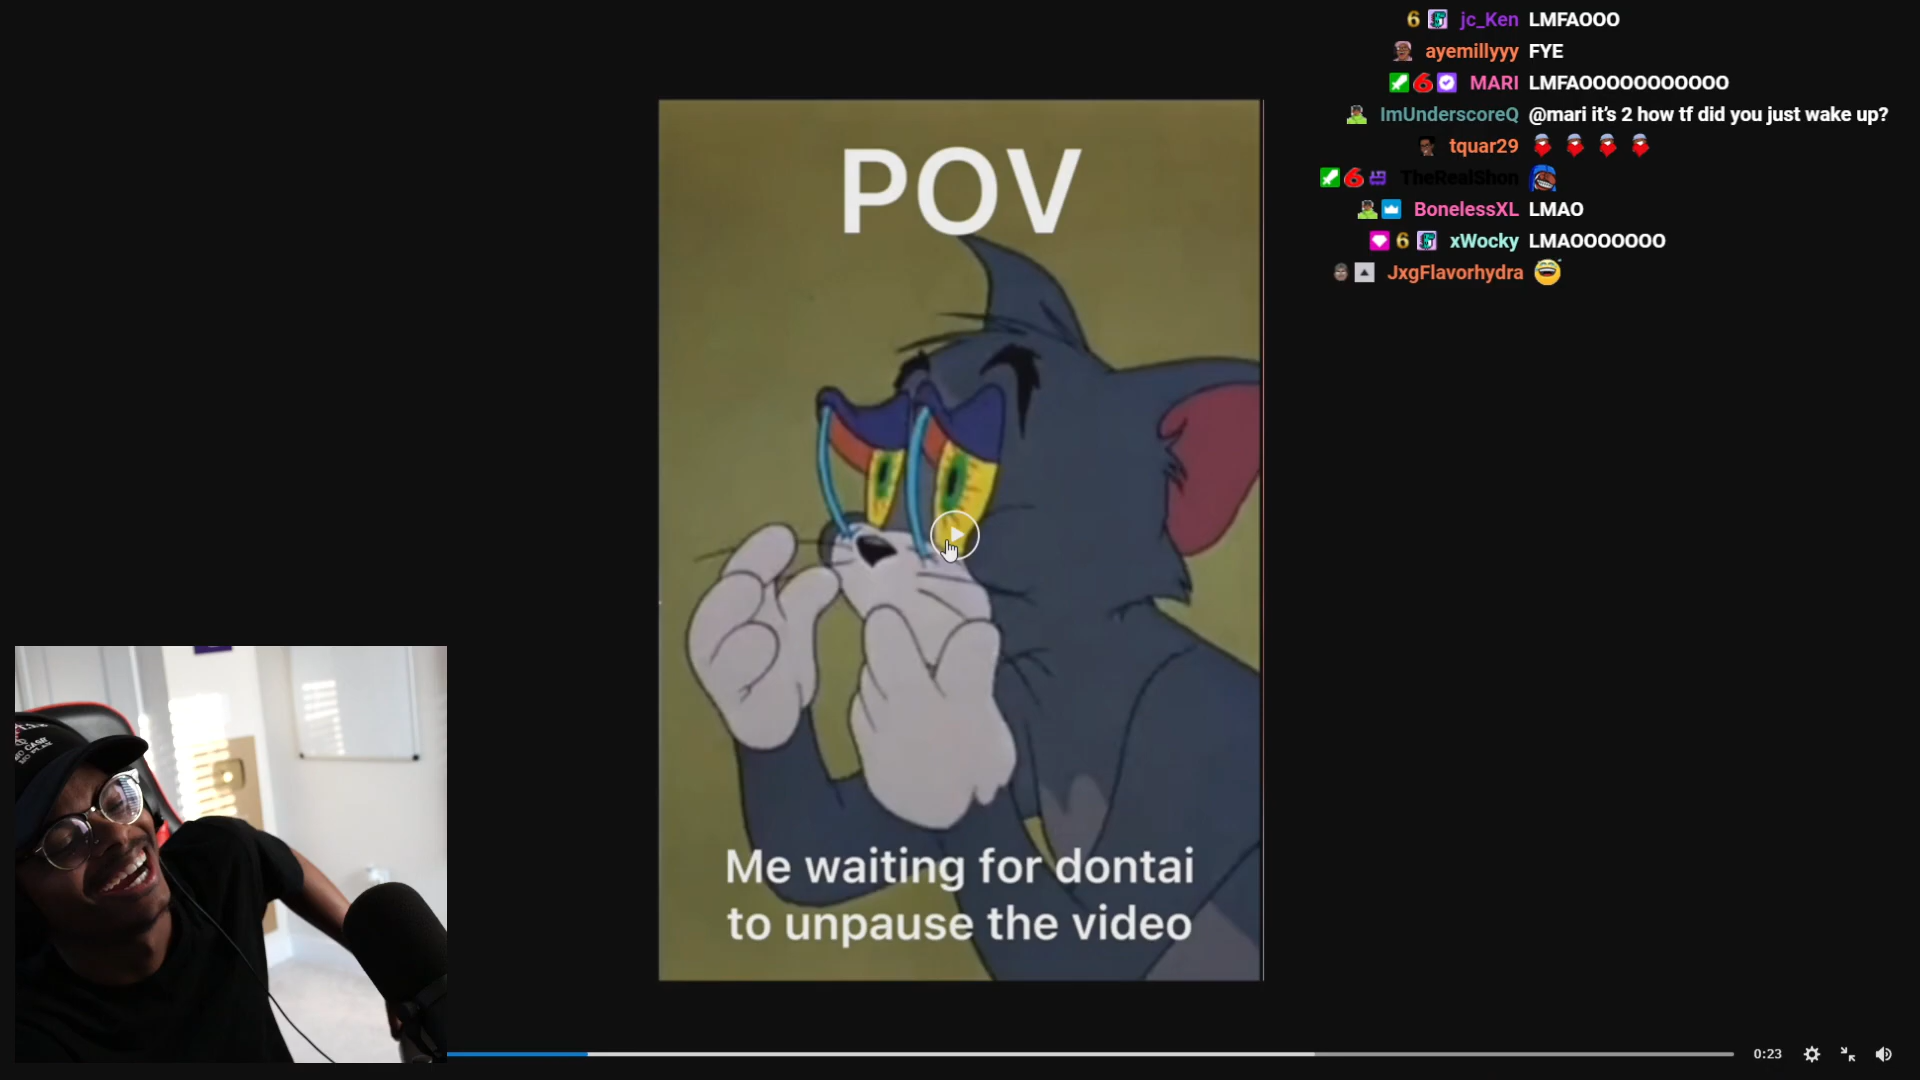 POV
Me waiting for dontai
to unpause the video
6 jc_Ken LMFAOOO
ayemillyyy FYE
6 MARI LMFAOOOOOOOOOOO
ImUnderscoreQ @mari it’s 2 how tf did you just wake up?
tquar29
6 TheRealShon
BonelessXL LMAO
6 xWocky LMAOOOOOOO
JxgFlavorhydra
0:23